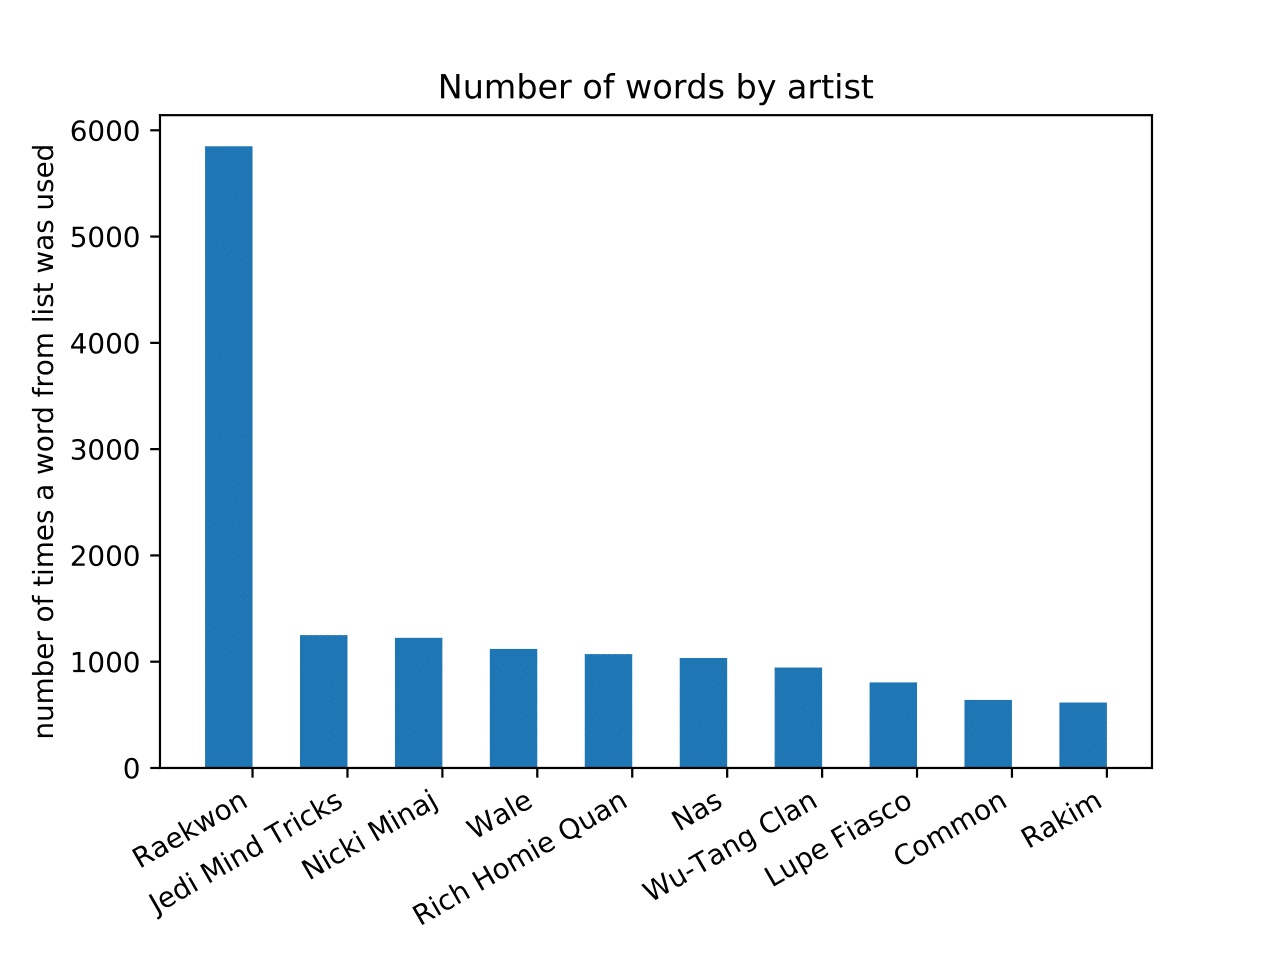 Number of words by artist
number of times a word from list was used
6000
5000
4000
3000
2000
1000
0
Raekwon
Jedi Mind Tricks
Nicki Minaj
Wale
Rich Homie Quan
Nas
Wu-Tang Clan
Lupe Fiasco
Common
Rakim